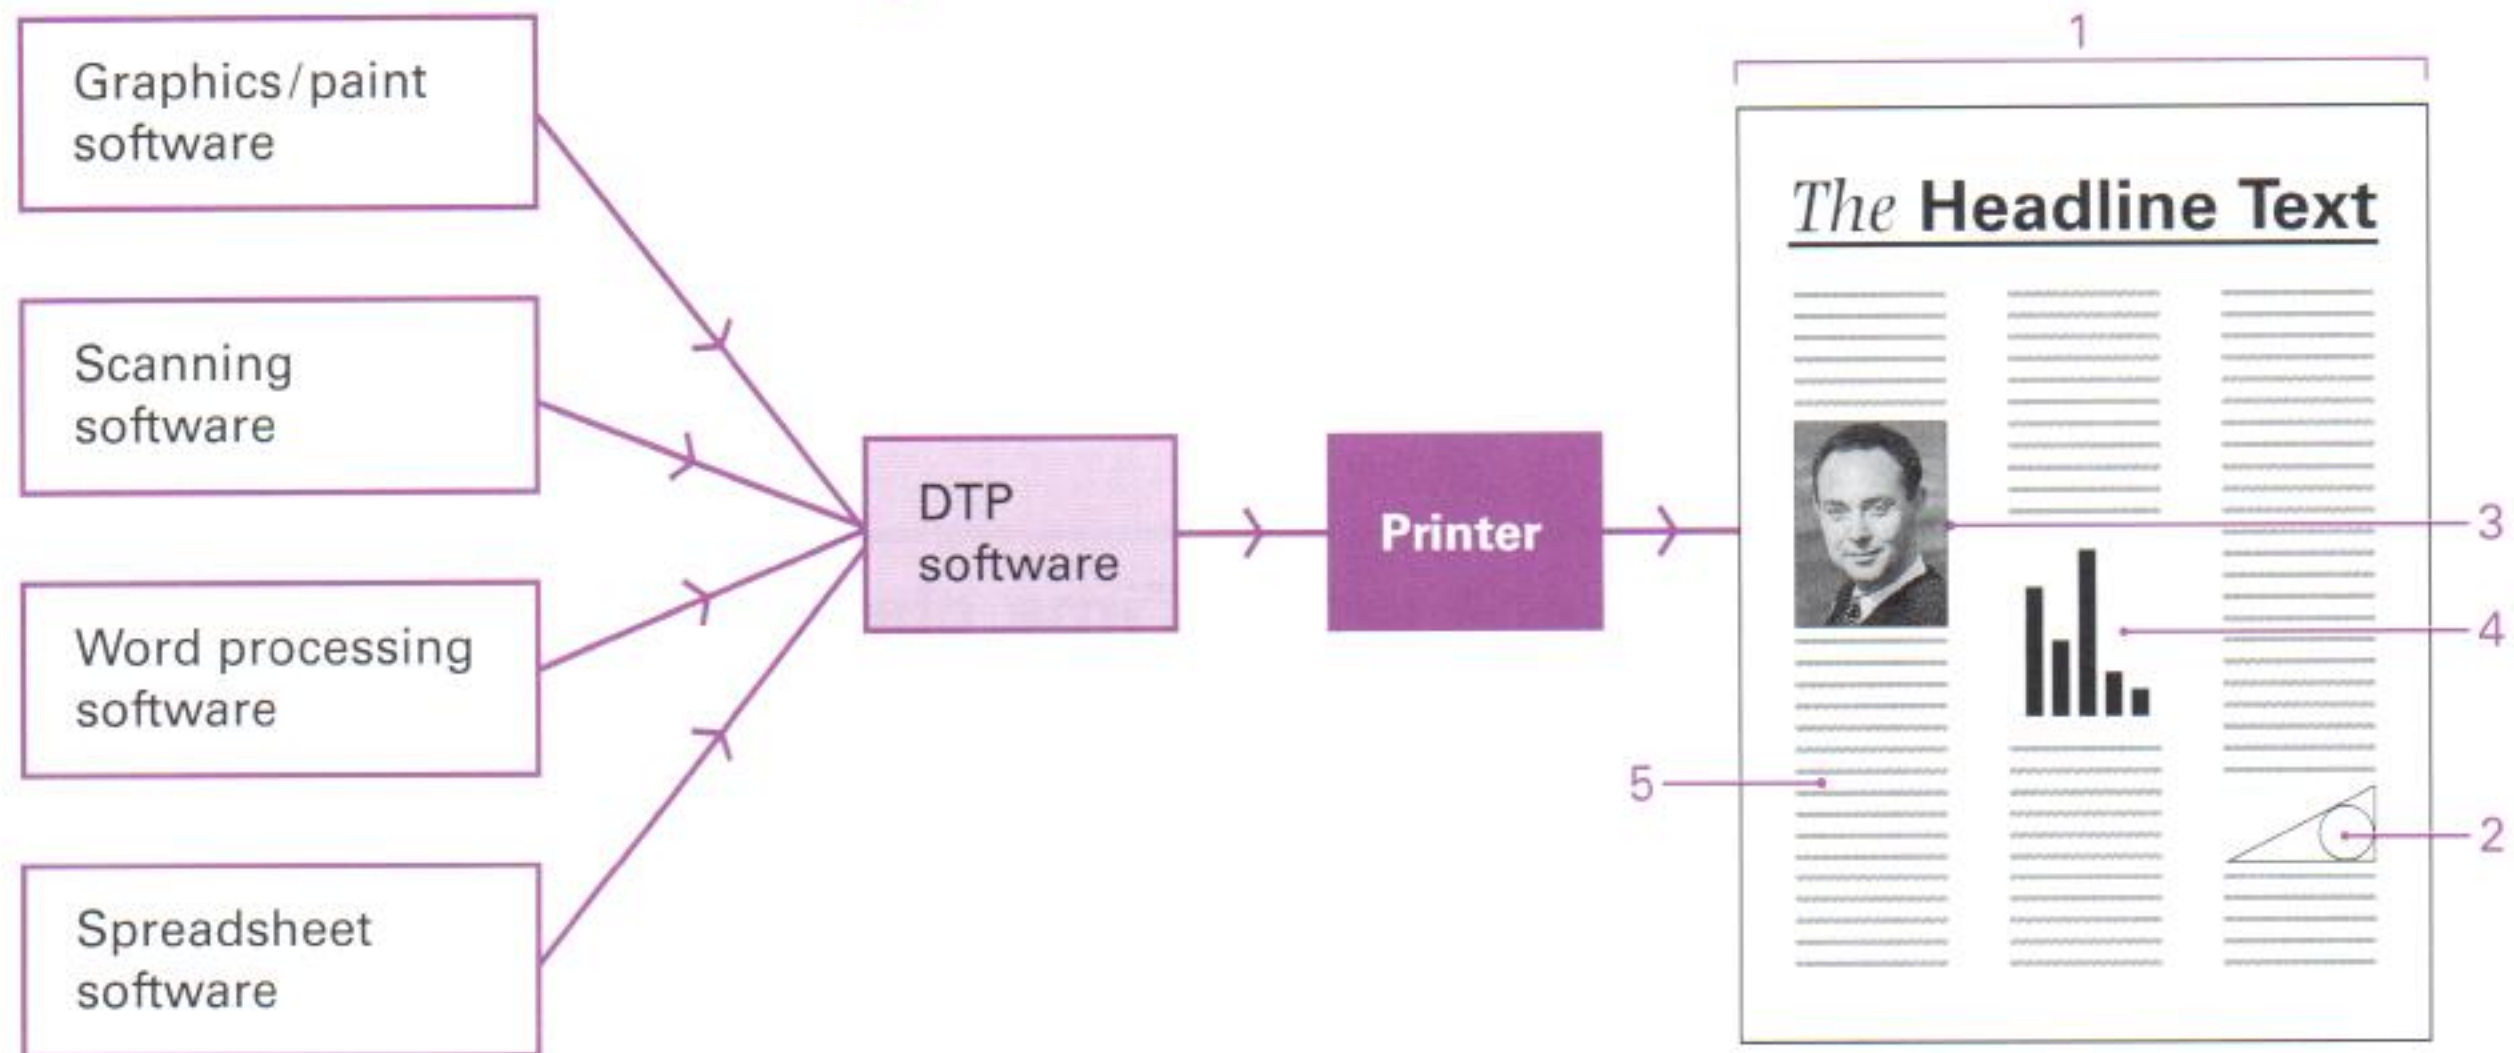 Graphics/paint
software
Scanning
software
Word processing
software
Spreadsheet
software
DTP
software
Printer
1
The Headline Text
3
4
5
2